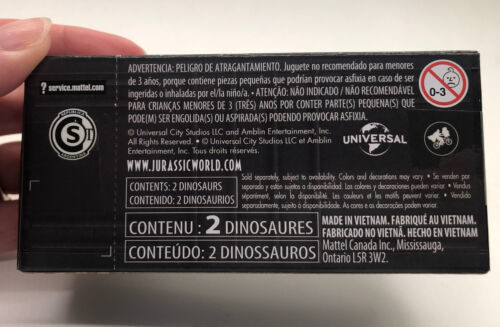 ADVERTENCIA: PELIGRO DE ATRAGANTAMIENTO. Juguete no recomendado para menores de 3
años, porque contiene piezas pequeñas que podrían provocar asfixia en caso de ser
ingeridas o inhaladas por el/la niño/a. • ATENÇÃO: NÃO INDICADO / NÃO RECOMENDÁVEL
PARA CRIANÇAS MENORES DE 3 (TRÊS) ANOS POR CONTER PARTE(S) PEQUENA(S) QUE
PODE(M) SER ENGOLIDA(S) OU ASPIRADA(S) PODENDO PROVOCAR ASFIXIA.
? service.mattel.com
0-3
REPUBLICA
S
ARGENTINA
© Universal City Studios LLC and Amblin Entertainment, Inc.
All Rights Reserved. • © Universal City Studios LLC et Amblin
Entertainment, Inc. Tous droits réservés.
UNIVERSAL
WWW.JURASSICWORLD.COM
CONTENTS: 2 DINOSAURS
CONTENIDO: 2 DINOSAURIOS
Sold separately, subject to availability. Colors and decorations may vary. • Se venden por
separado y están sujetos a disponibilidad. Los colores y decoraciones pueden variar. • Vendus
séparément, selon la disponibilité. Les couleurs et les motifs peuvent varier. • Vendido
separadamente, sujeito à disponibilidade. As cores e as decorações podem variar.
CONTENU : 2 DINOSAURES
CONTEÚDO: 2 DINOSSAUROS
MADE IN VIETNAM. FABRIQUÉ AU VIETNAM.
FABRICADO NO VIETNÃ. HECHO EN VIETNAM
Mattel Canada Inc., Mississauga,
Ontario L5R 3W2.